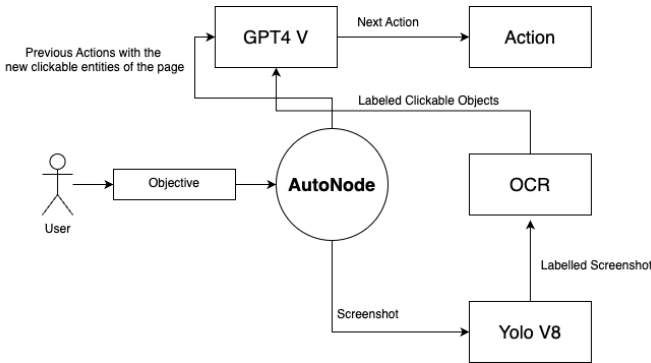 GPT4 V
Next Action
Action
Previous Actions with the
new clickable entities of the page
Labeled Clickable Objects
User
Objective
AutoNode
OCR
Labelled Screenshot
Screenshot
Yolo V8